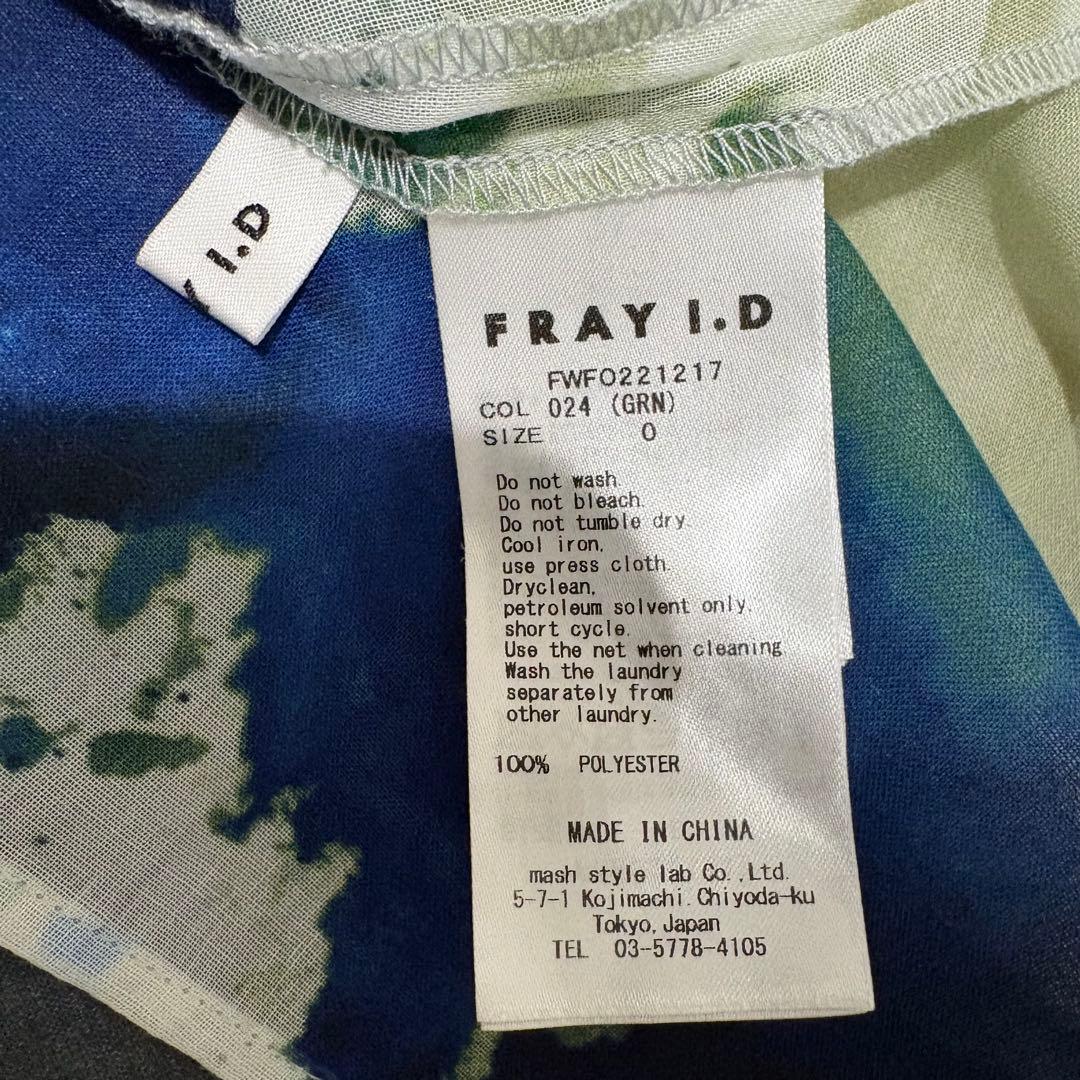 I.D
FRAY I.D
FWFO221217
COL 024 (GRN)
SIZE 0
Do not wash.
Do not bleach.
Do not tumble dry.
Cool iron,
use press cloth.
Dryclean,
petroleum solvent only,
short cycle.
Use the net when cleaning.
Wash the laundry
separately from
other laundry.
100% POLYESTER
MADE IN CHINA
mash style lab Co.,Ltd.
5-7-1 Kojimachi.Chiyoda-ku
Tokyo,Japan
TEL 03-5778-4105